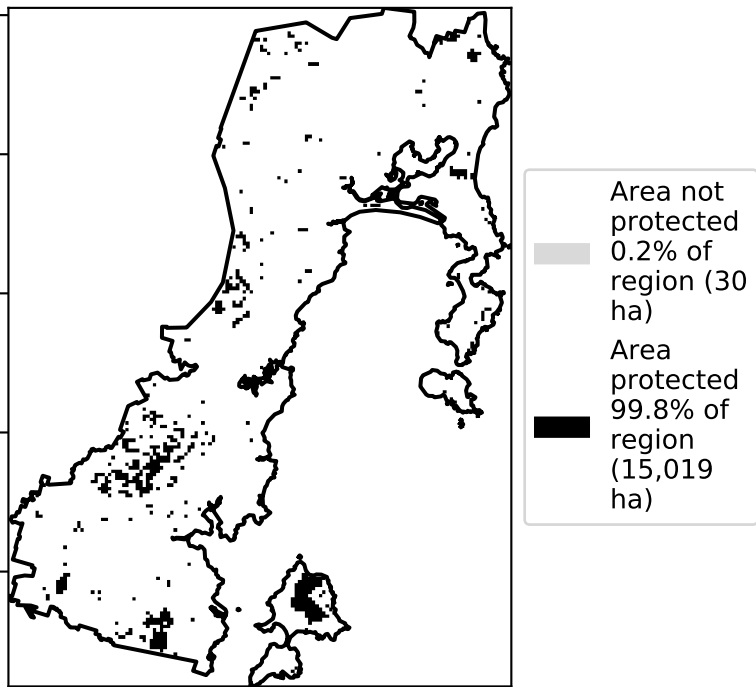 Area not
protected
0.2% of
region (30
ha)
Area
protected
99.8% of
region
(15,019
ha)